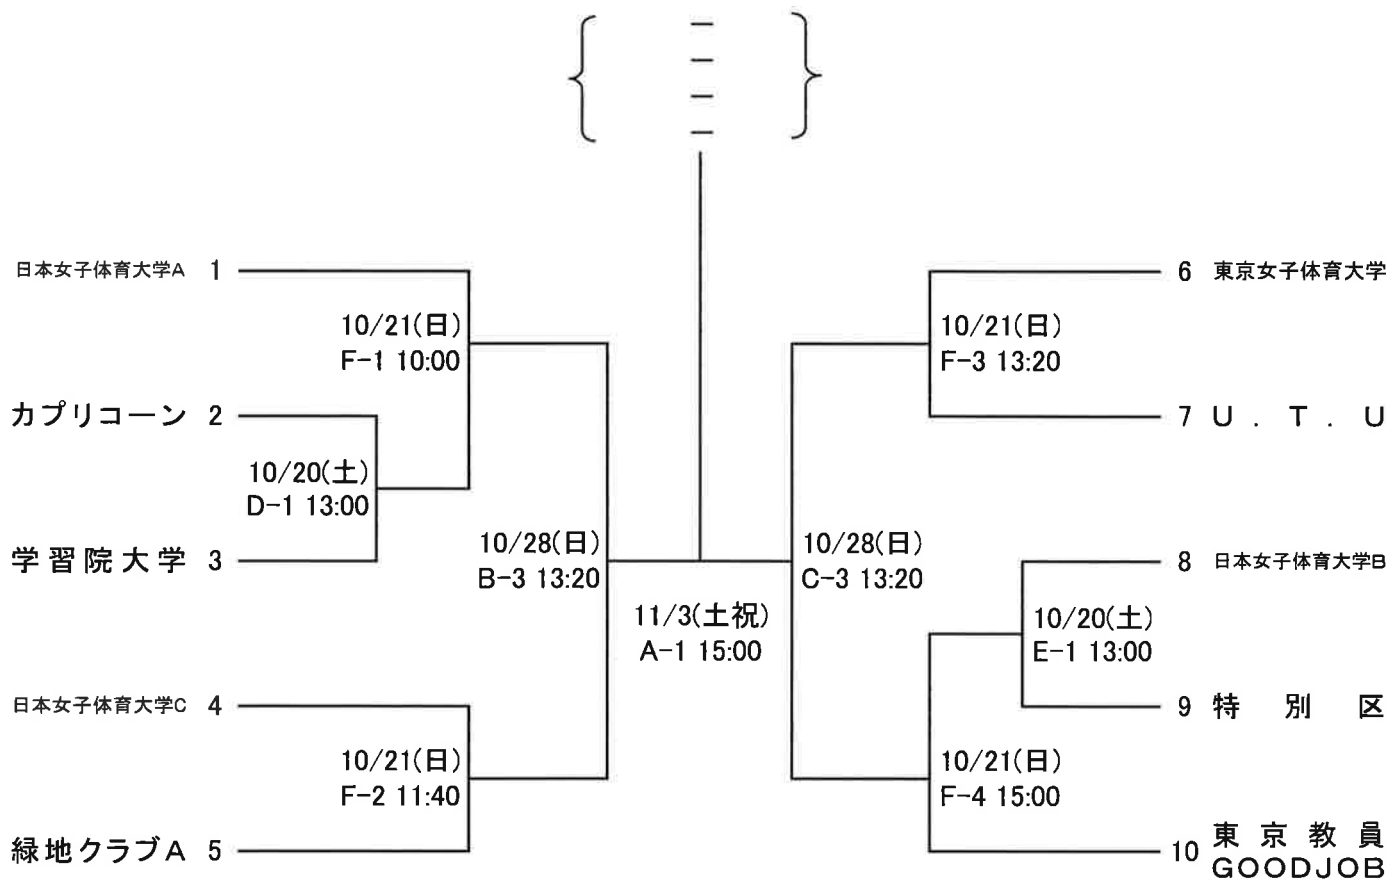 日本女子体育大学A 1
10/21(日)
F-1 10:00
カプリコーン 2
10/20(土)
D-1 13:00
学習院大学 3
10/28(日)
B-3 13:20
日本女子体育大学C 4
10/21(日)
F-2 11:40
緑地クラブA 5
11/3(土祝)
A-1 15:00
6 東京女子体育大学
10/21(日)
F-3 13:20
7 U.T.U
10/28(日)
C-3 13:20
8 日本女子体育大学B
10/20(土)
E-1 13:00
9 特別区
10/21(日)
F-4 15:00
10 東京教員
GOODJOB